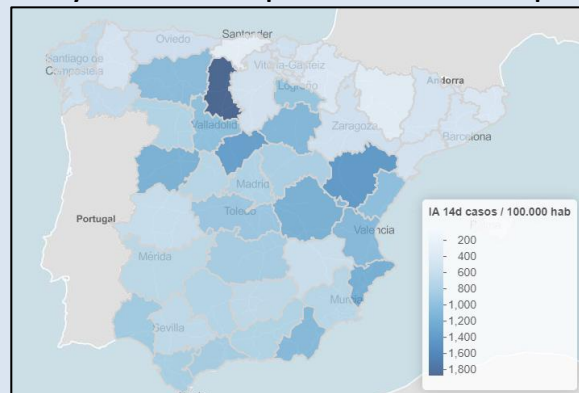 Oviedo
Santander
Santiago de
Compostela
Vitoria-Gasteiz
Logroño
Andorra
Valladolid
Zaragoza
Barcelona
Madrid
Portugal
Toledo
Valencia
Mérida
Murcia
Sevilla
IA 14d casos / 100.000 hab
200
400
600
800
1,000
1,200
1,400
1,600
1,800